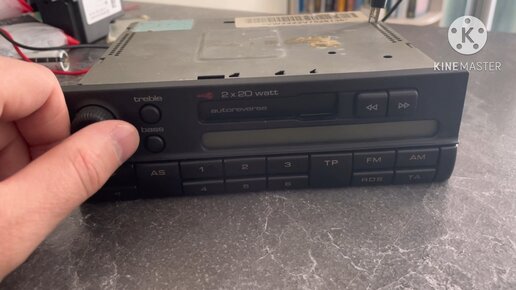 KINEMASTER
treble
2 x 20 watt
autoreverse
bass
AS
1 2 3
TP
FM AM
4 5 6
RDS TA